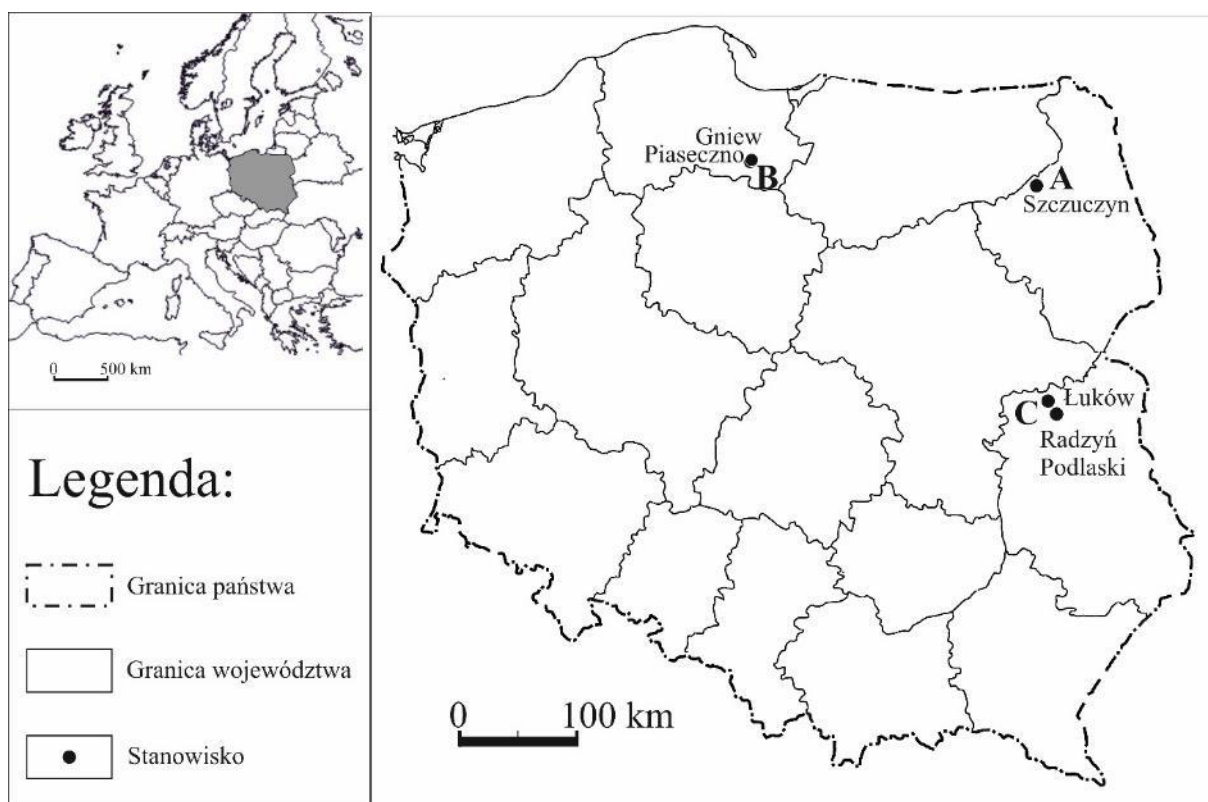 0 500 km
Legenda:
Granica państwa
Granica województwa
Stanowisko
Gniew
Piaseczno
B
A
Szczuczyn
C
Łuków
Radzyń
Podlaski
0 100 km